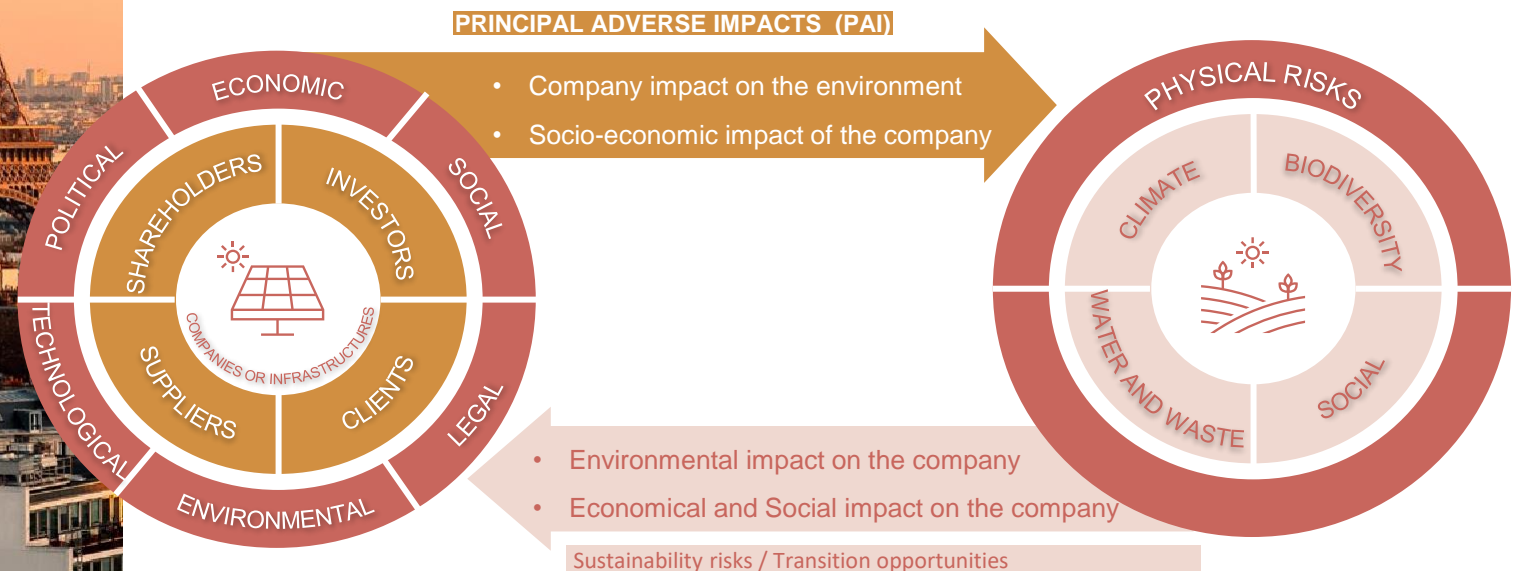 PRINCIPAL ADVERSE IMPACTS (PAI)
• Company impact on the environment
• Socio-economic impact of the company
ECONOMIC
POLITICAL
SOCIAL
TECHNOLOGICAL
LEGAL
ENVIRONMENTAL
SHAREHOLDERS
INVESTORS
SUPPLIERS
CLIENTS
COMPANIES OR INFRASTRUCTURES
PHYSICAL RISKS
CLIMATE
BIODIVERSITY
WATER AND WASTE
SOCIAL
• Environmental impact on the company
• Economical and Social impact on the company
Sustainability risks / Transition opportunities